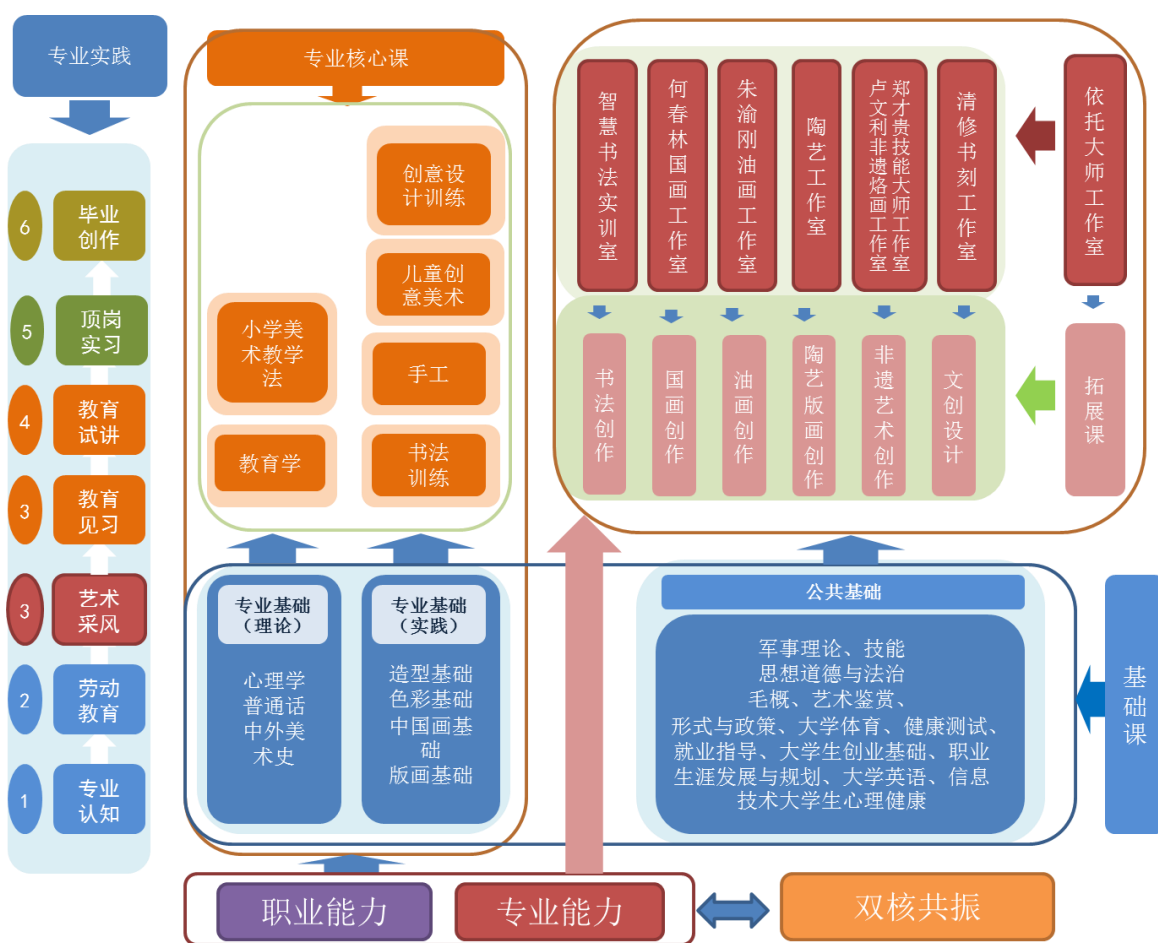 专业实践
6
毕业
创作
5
顶岗
实习
4
教育
试讲
3
教育
见习
3
艺术
采风
2
劳动
教育
1
专业
认知
专业核心课
创意设
计训练
儿童创
意美术
小学美
术教学
法
手工
教育学
书法
训练
智慧书法实训室
何春林国画工作室
朱渝刚油画工作室
陶艺工作室
郑才贵技能大师工作室
卢文利非遗烙画工作室
清修书刻工作室
依托大师工作室
书法创作
国画创作
油画创作
陶艺版画创作
非遗艺术创作
文创设计
拓展课
专业基础
（理论）
心理学
普通话
中外美
术史
专业基础
（实践）
造型基础
色彩基础
中国画基
础
版画基础
公共基础
军事理论、技能
思想道德与法治
毛概、艺术鉴赏、
形式与政策、大学体育、健康测试、
就业指导、大学生创业基础、职业
生涯发展与规划、大学英语、信息
技术大学生心理健康
基础课
职业能力
专业能力
双核共振